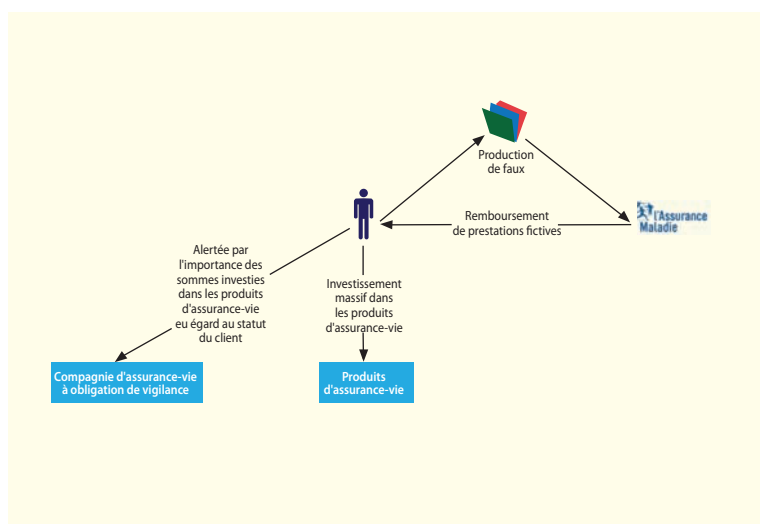 Production
de faux
l'Assurance
Maladie
Remboursement
de prestations fictives
Alertée par
l'importance des
sommes investies
dans les produits
d'assurance-vie
eu égard au statut
du client
Investissement
massif dans
les produits
d'assurance-vie
Compagnie d'assurance-vie
à obligation de vigilance
Produits
d'assurance-vie